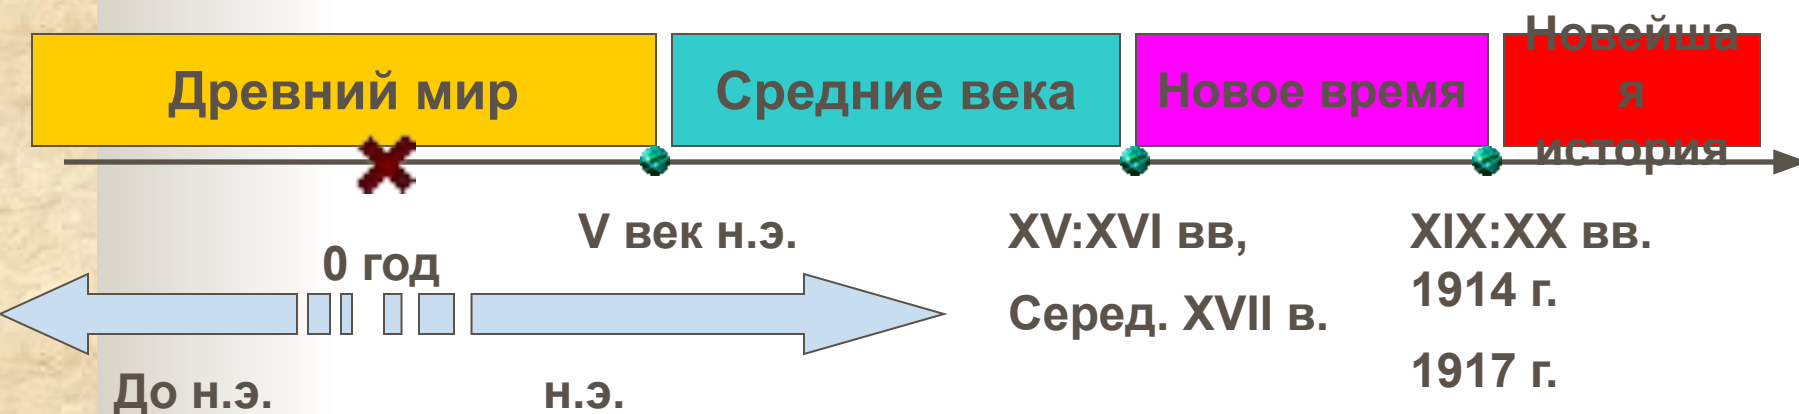 Древний мир
Средние века
Новое время
Новейша
я
история
V век н.э.
XV:XVI вв,
XIX:XX вв.
0 год
1914 г.
Серед. XVII в.
1917 г.
До н.э.
н.э.